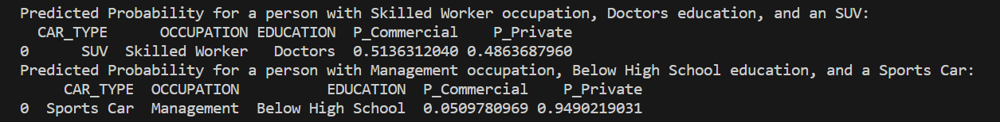 Predicted Probability for a person with Skilled Worker occupation, Doctors education, and an SUV:
CAR_TYPE OCCUPATION EDUCATION P_Commercial P_Private
0 SUV Skilled Worker Doctors 0.5136312040 0.4863687960
Predicted Probability for a person with Management occupation, Below High School education, and a Sports Car:
CAR_TYPE OCCUPATION EDUCATION P_Commercial P_Private
0 Sports Car Management Below High School 0.0509780969 0.9490219031